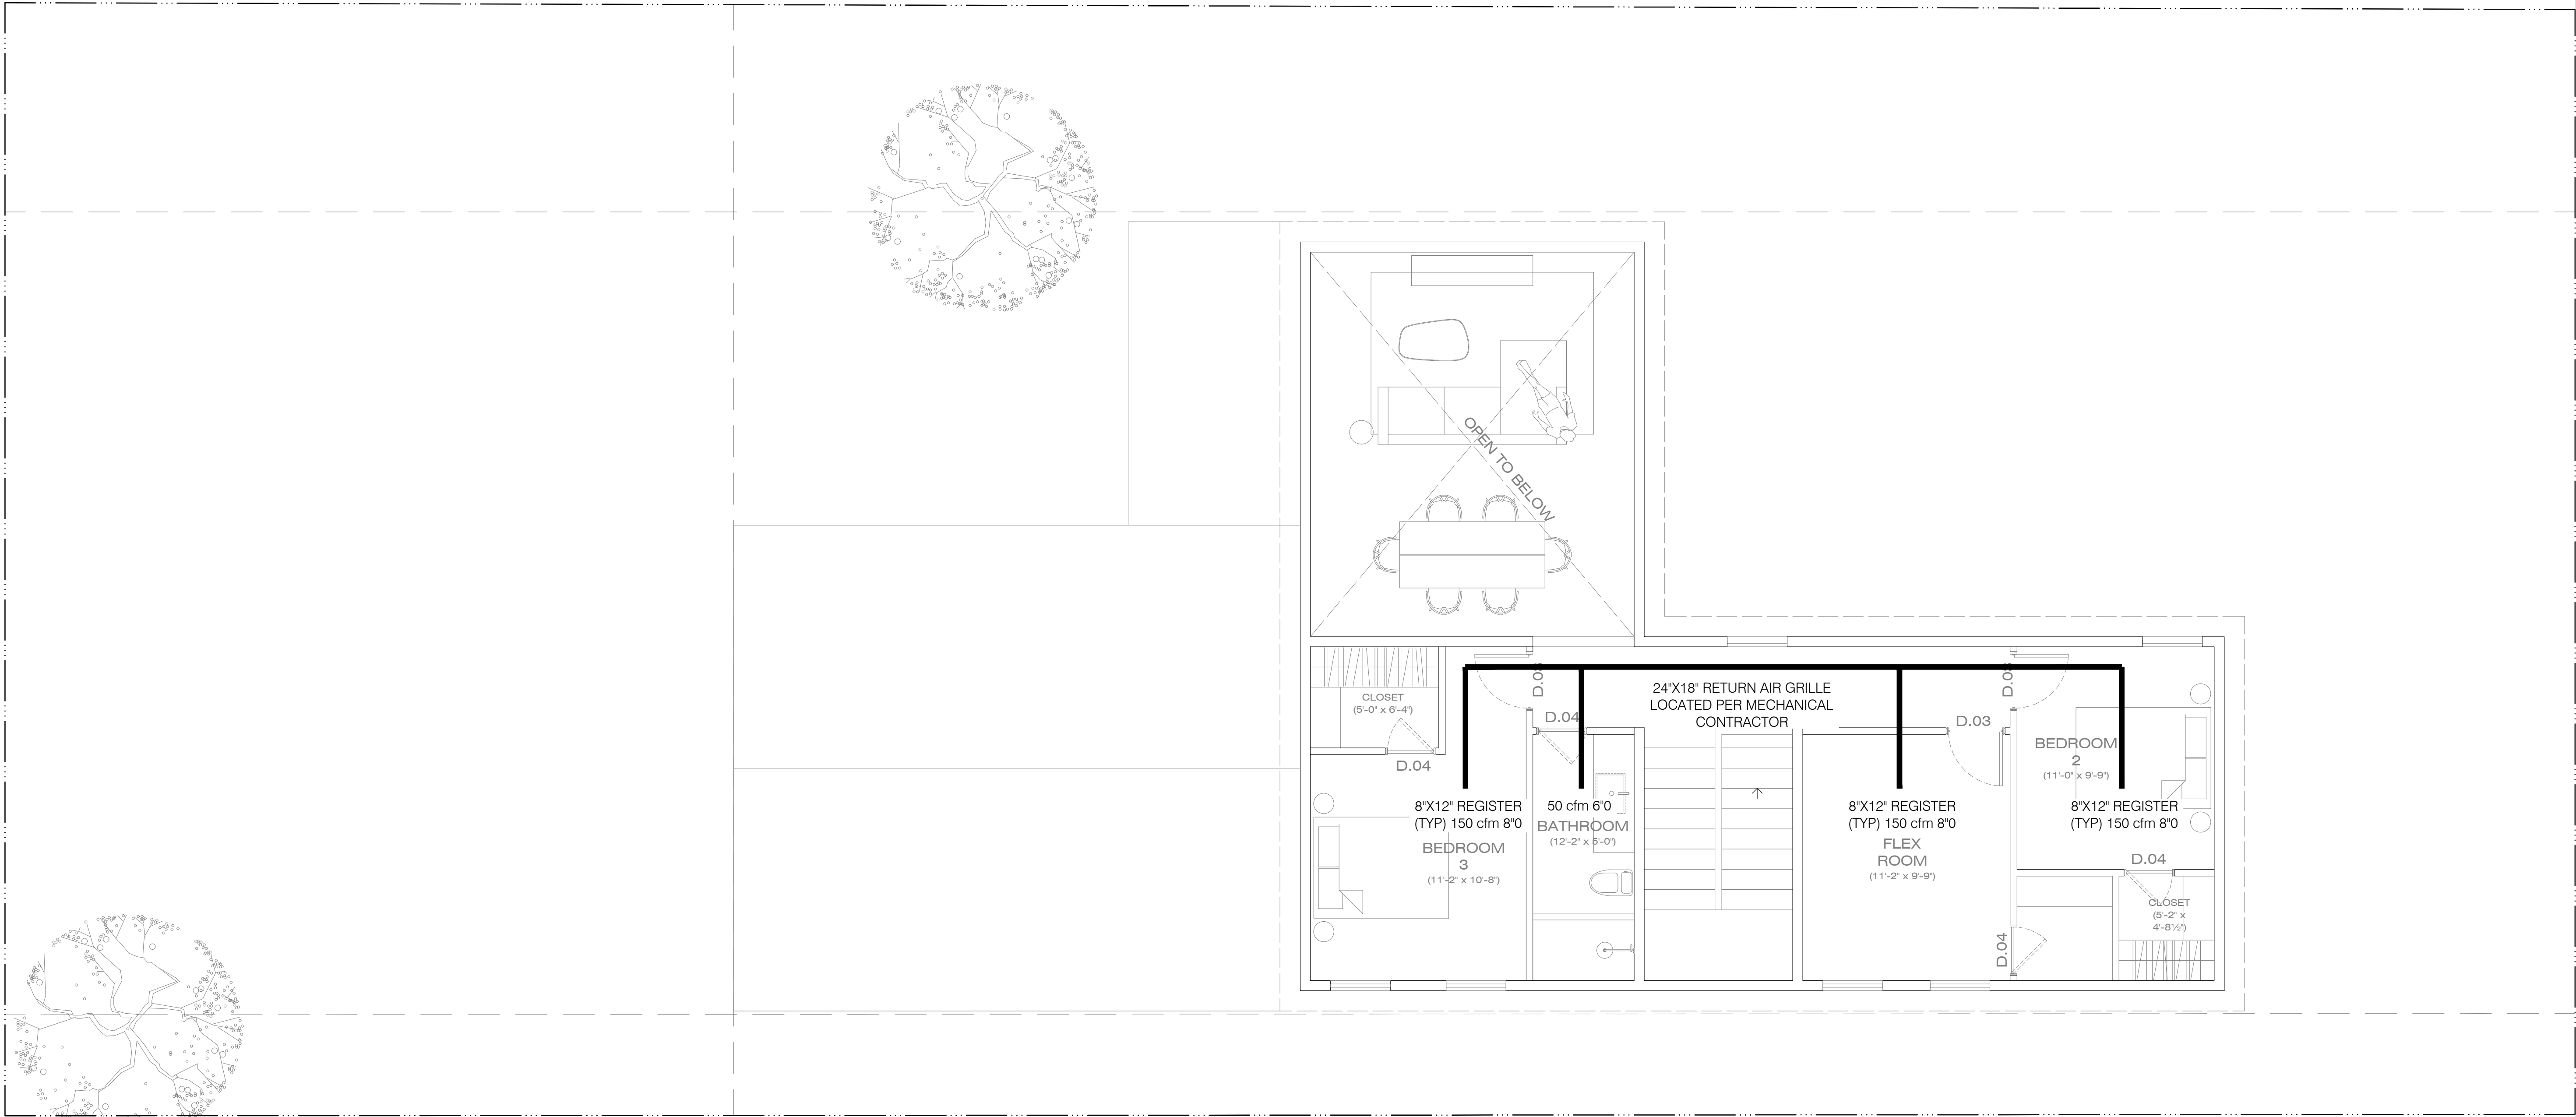 OPEN TO BELOW
CLOSET
(5'-0" x 6'-4")
D.04
D.04
24"X18" RETURN AIR GRILLE
LOCATED PER MECHANICAL
CONTRACTOR
D.03
BEDROOM
2
(11'-0" x 9'-9")
8"X12" REGISTER
(TYP) 150 cfm 8"0
BEDROOM
3
(11'-2" x 10'-8")
50 cfm 6"0
BATHROOM
(12'-2" x 5'-0")
8"X12" REGISTER
(TYP) 150 cfm 8"0
FLEX
ROOM
(11'-2" x 9'-9")
8"X12" REGISTER
(TYP) 150 cfm 8"0
D.04
CLOSET
(5'-2" x
4'-8½")
D.04